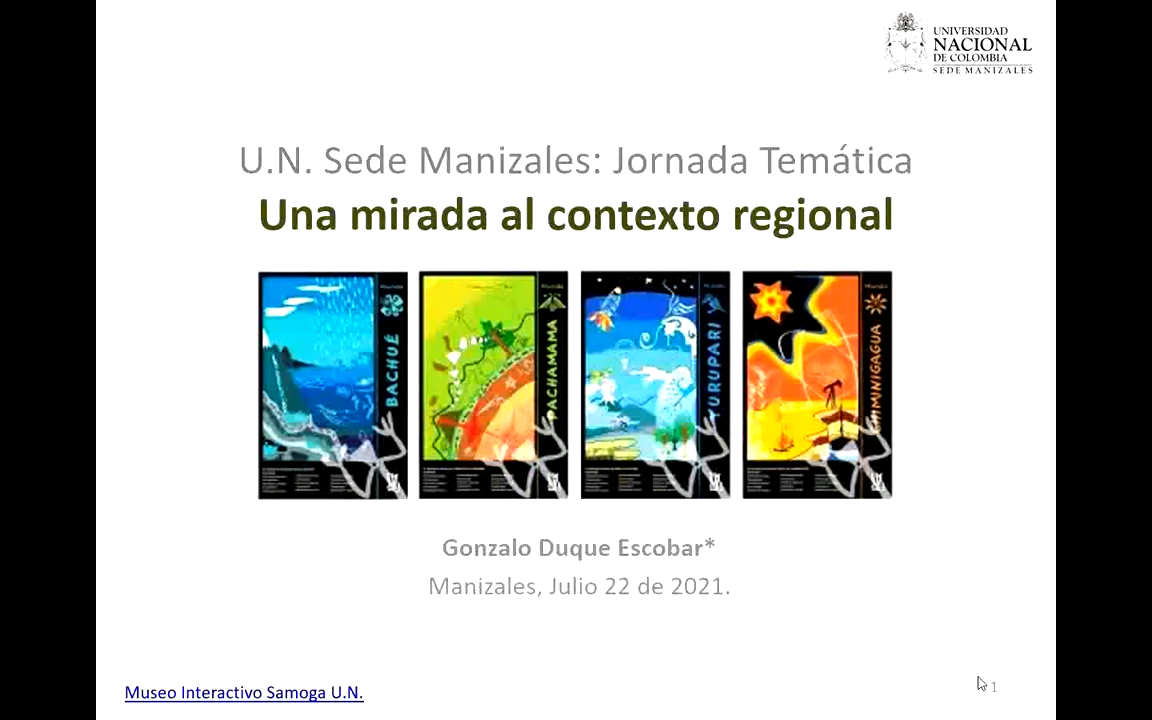 UNIVERSIDAD
NACIONAL
DE COLOMBIA
SEDE MANIZALES
U.N. Sede Manizales: Jornada Temática
Una mirada al contexto regional
BACHUÉ
PACHAMAMA
YURUPARI
Gonzalo Duque Escobar*
Manizales, Julio 22 de 2021.
Museo Interactivo Samoga U.N.
1